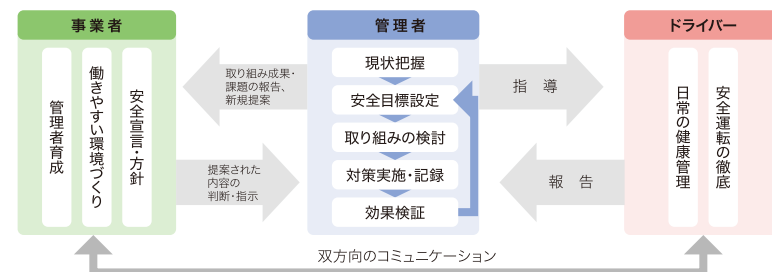 事業者
管理者育成
働きやすい環境づくり
安全宣言・方針
取り組み成果・
課題の報告、
新規提案
提案された
内容の
判断・指示
管理者
現状把握
安全目標設定
取り組みの検討
対策実施・記録
効果検証
指 導
報 告
ドライバー
日常の健康管理
安全運転の徹底
双方向のコミュニケーション